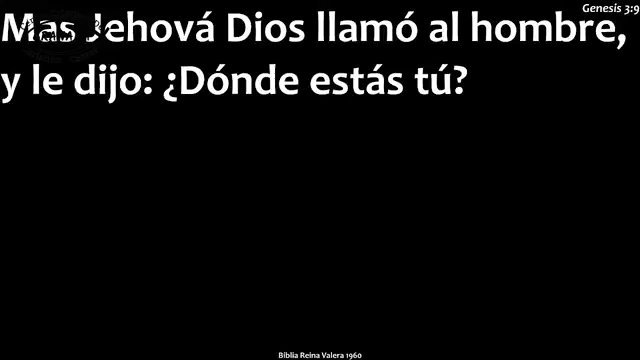 Genesis 3:9
Mas Jehová Dios llamó al hombre,
y le dijo: ¿Dónde estás tú?
Biblia Reina Valera 1960